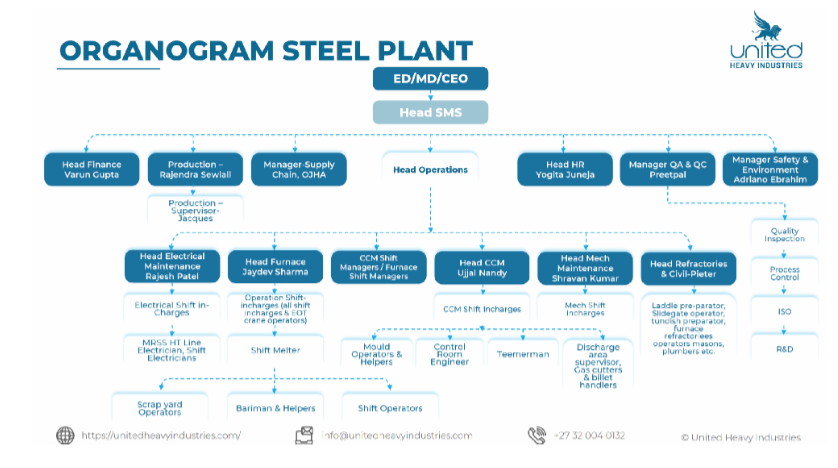 ORGANOGRAM STEEL PLANT
united
HEAVY INDUSTRIES
ED/MD/CEO
Head SMS
Head Finance
Varun Gupta
Production –
Rajendra Sewlall
Manager-Supply
Chain, OJHA
Head Operations
Head HR
Yogita Juneja
Manager QA & QC
Preetpal
Manager Safety &
Environment
Adriano Ebrahim
Production –
Supervisor-
Jacques
Quality
Inspection
Process
Control
ISO
R&D
Head Electrical
Maintenance
Rajesh Patel
Head Furnace
Jaydev Sharma
CCM Shift
Managers / Furnace
Shift Managers
Head CCM
Ujjal Nandy
Head Mech
Maintenance
Shravan Kumar
Head Refractories
& Civil-Pieter
Electrical Shift in-
Charges
Operation Shift-
incharges (all shift
incharges & EOT
crane operators)
CCM Shift Incharges
Mech Shift
Incharges
Laddle pre-parator,
Slidegate operator,
tundish preparator,
furnace
refractoriees
operators masons,
plumbers etc.
MRSS HT Line
Electrician, Shift
Electricians
Shift Melter
Mould
Operators &
Helpers
Control
Room
Engineer
Teemerman
Discharge
area
supervisor,
Gas cutters
& billet
handlers
Scrap yard
Operators
Bariman & Helpers
Shift Operators
https://unitedheavyindustries.com/
info@unitedheavyindustries.com
+27 32 004 0132
© United Heavy Industries